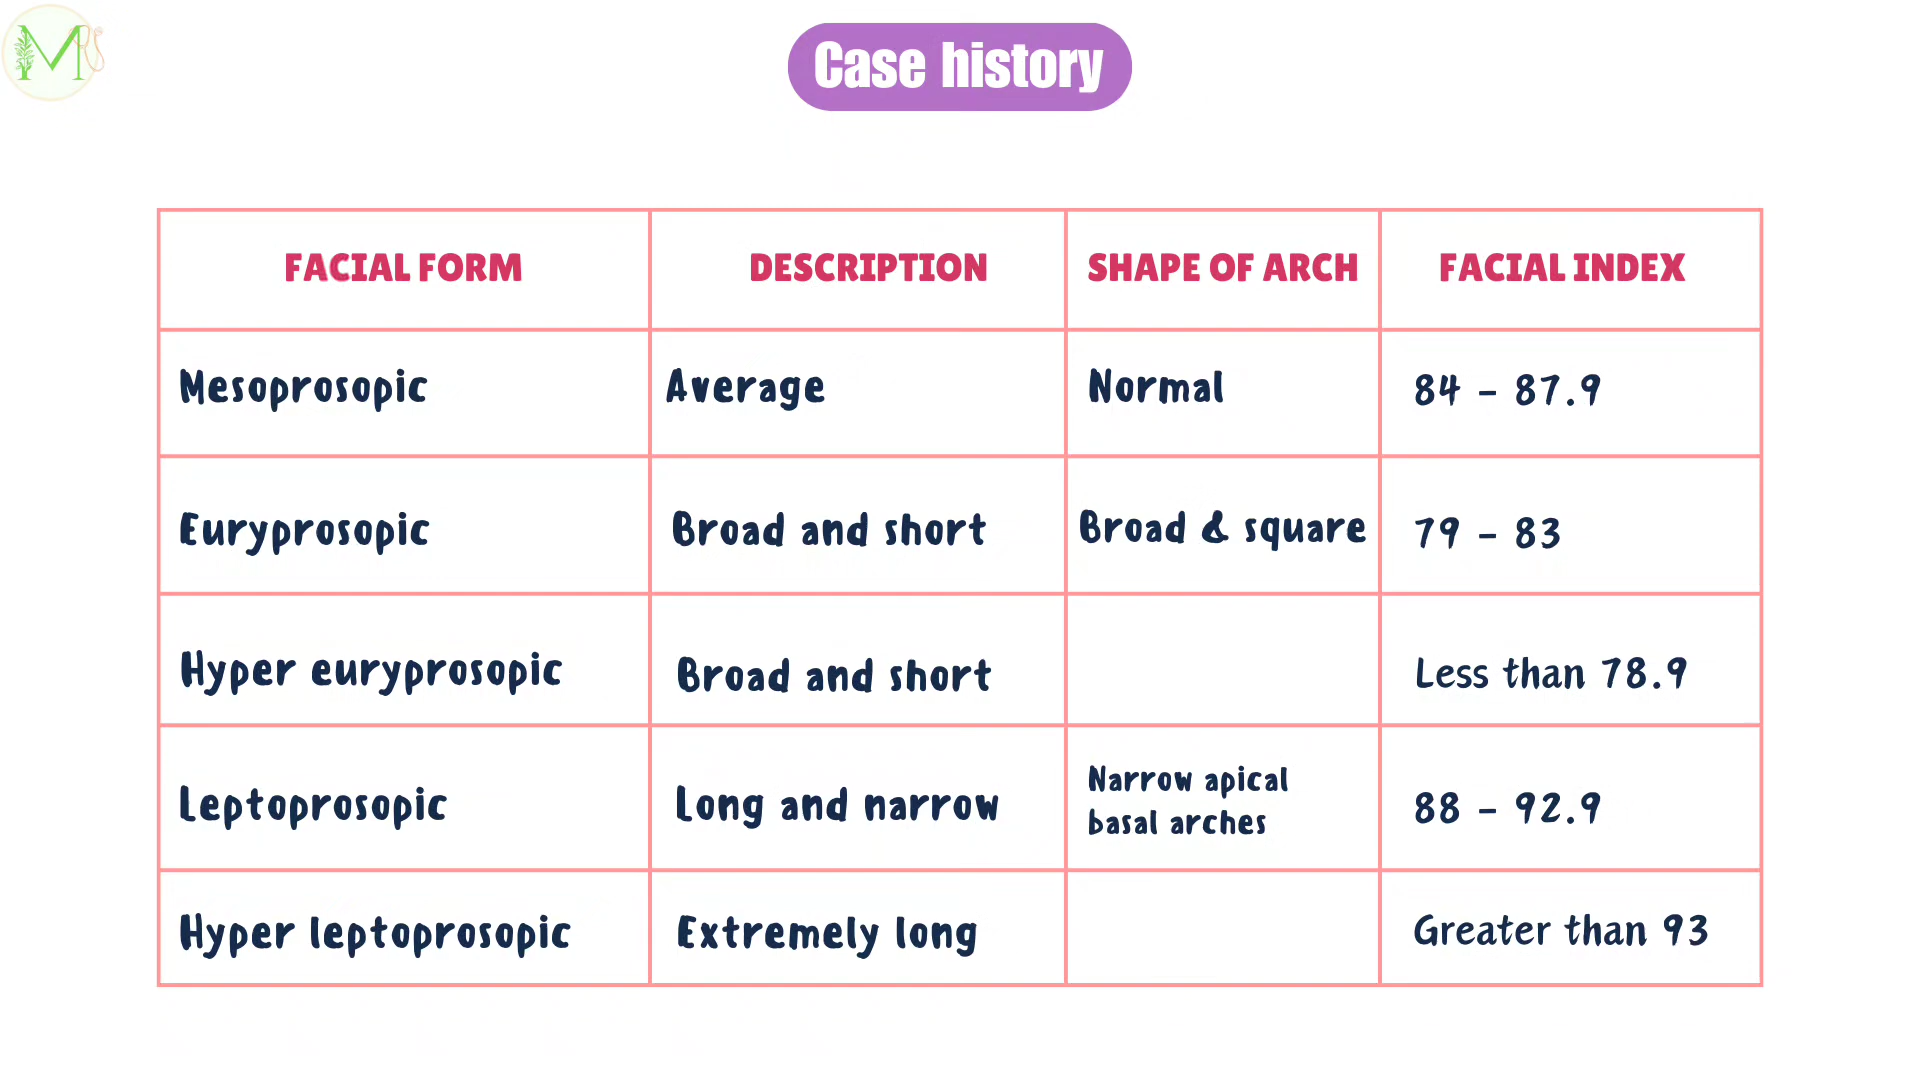 MRS
Case history
FACIAL FORM DESCRIPTION SHAPE OF ARCH FACIAL INDEX
Mesoprosopic Average Normal 84 - 87.9
Euryprosopic Broad and short Broad & square 79 - 83
Hyper euryprosopic Broad and short Less than 78.9
Leptoprosopic Long and narrow Narrow apical
basal arches 88 - 92.9
Hyper leptoprosopic Extremely long Greater than 93